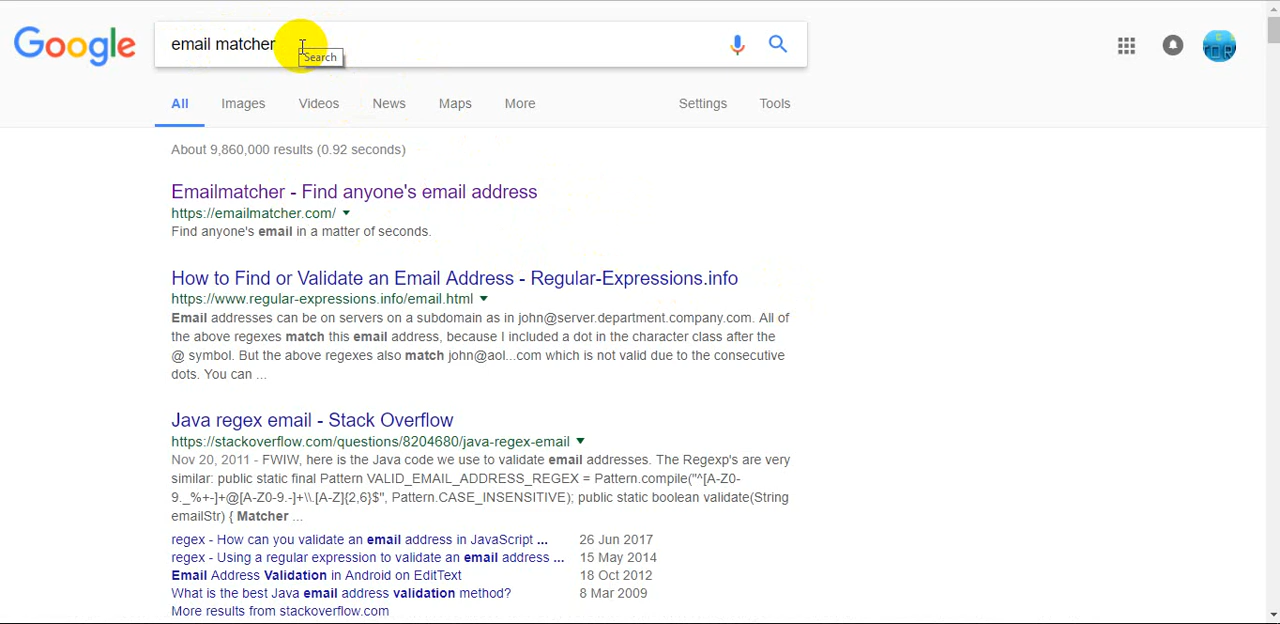 Google
email matcher
Search
All Images Videos News Maps More Settings Tools
About 9,860,000 results (0.92 seconds)
Emailmatcher - Find anyone's email address
https://emailmatcher.com/
Find anyone's email in a matter of seconds.
How to Find or Validate an Email Address - Regular-Expressions.info
https://www.regular-expressions.info/email.html
Email addresses can be on servers on a subdomain as in john@server.department.company.com. All of
the above regexes match this email address, because I included a dot in the character class after the
@ symbol. But the above regexes also match john@aol...com which is not valid due to the consecutive
dots. You can ...
Java regex email - Stack Overflow
https://stackoverflow.com/questions/8204680/java-regex-email
Nov 20, 2011 - FWIW, here is the Java code we use to validate email addresses. The Regexp's are very
similar: public static final Pattern VALID_EMAIL_ADDRESS_REGEX = Pattern.compile("^[A-Z0-
9._%+-]+@[A-Z0-9.-]+\\.[A-Z]{2,6}$", Pattern.CASE_INSENSITIVE); public static boolean validate(String
emailStr) { Matcher ...
regex - How can you validate an email address in JavaScript ... 26 Jun 2017
regex - Using a regular expression to validate an email address ... 15 May 2014
Email Address Validation in Android on EditText 18 Oct 2012
What is the best Java email address validation method? 8 Mar 2009
More results from stackoverflow.com